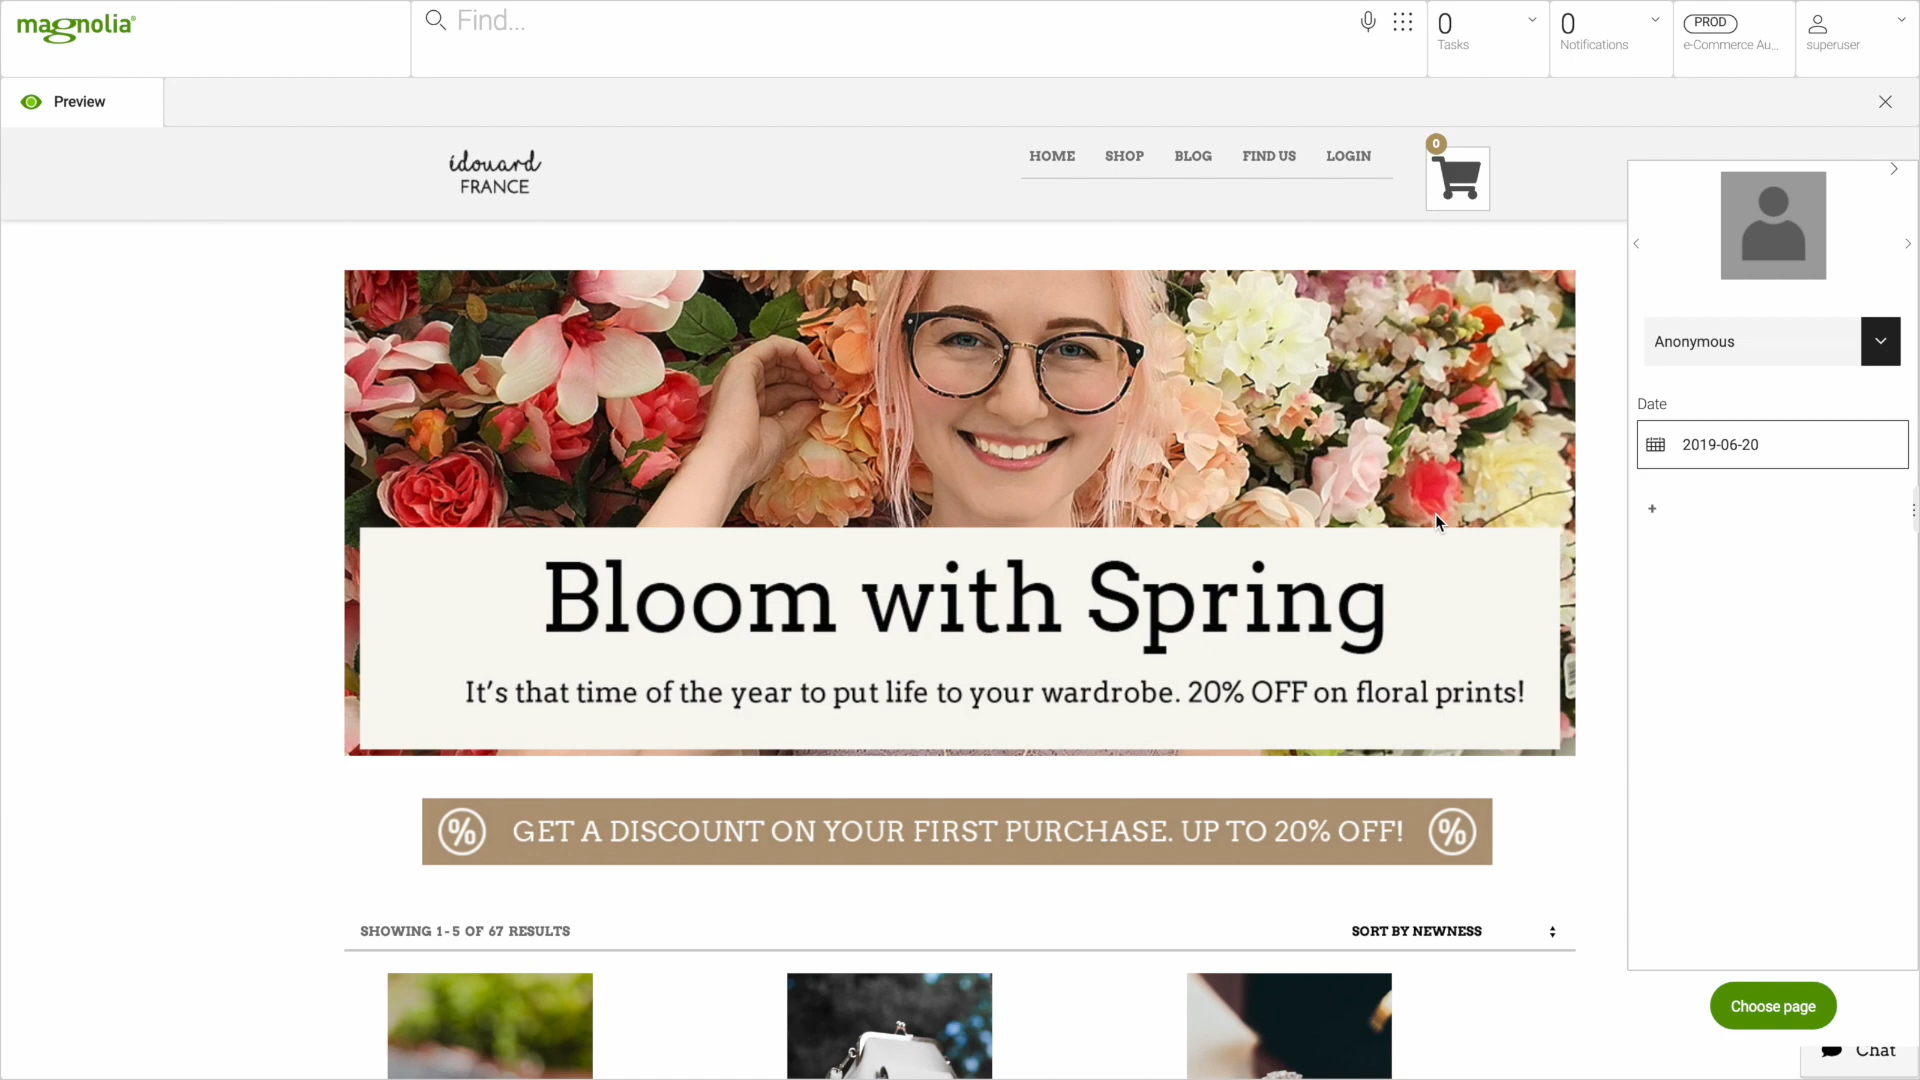 magnolia®
Find...
0
Tasks
0
Notifications
PROD
e-Commerce Au...
superuser
Preview
édouard
FRANCE
HOME SHOP BLOG FIND US LOGIN
0
Anonymous
Date
2019-06-20
+
Bloom with Spring
It's that time of the year to put life to your wardrobe. 20% OFF on floral prints!
% GET A DISCOUNT ON YOUR FIRST PURCHASE. UP TO 20% OFF! %
SHOWING 1-5 OF 67 RESULTS
SORT BY NEWNESS
Choose page
Chat